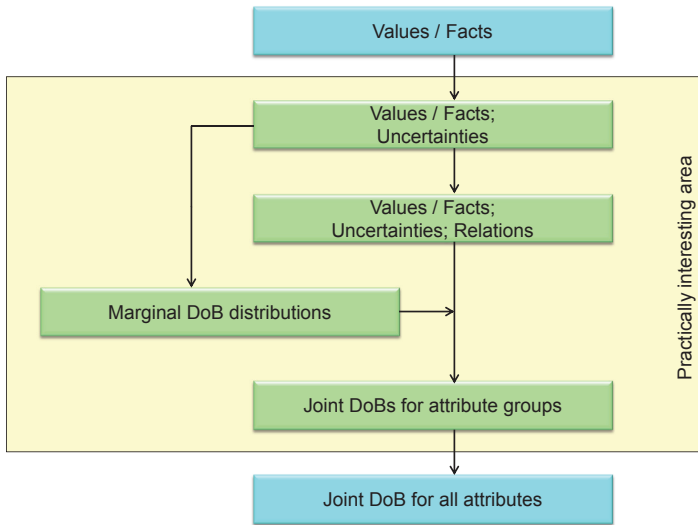 Values / Facts
Values / Facts;
Uncertainties
Values / Facts;
Uncertainties; Relations
Marginal DoB distributions
Joint DoBs for attribute groups
Joint DoB for all attributes
Practically interesting area